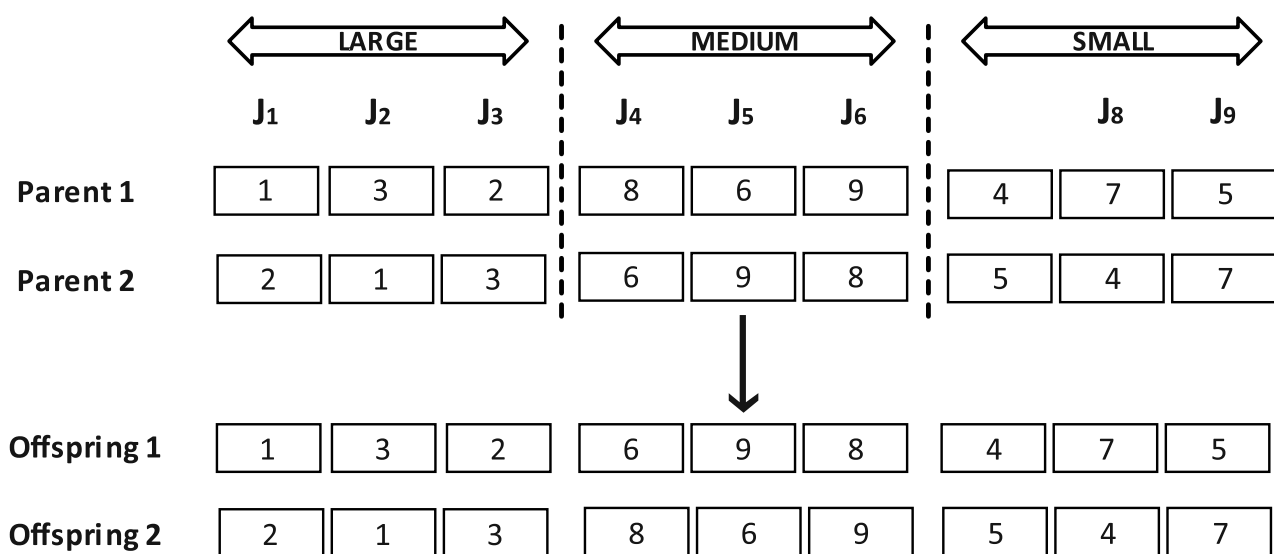 LARGE MEDIUM SMALL
J1 J2 J3 J4 J5 J6 J8 J9
Parent 1 1 3 2 8 6 9 4 7 5
Parent 2 2 1 3 6 9 8 5 4 7
Offspring 1 1 3 2 6 9 8 4 7 5
Offspring 2 2 1 3 8 6 9 5 4 7